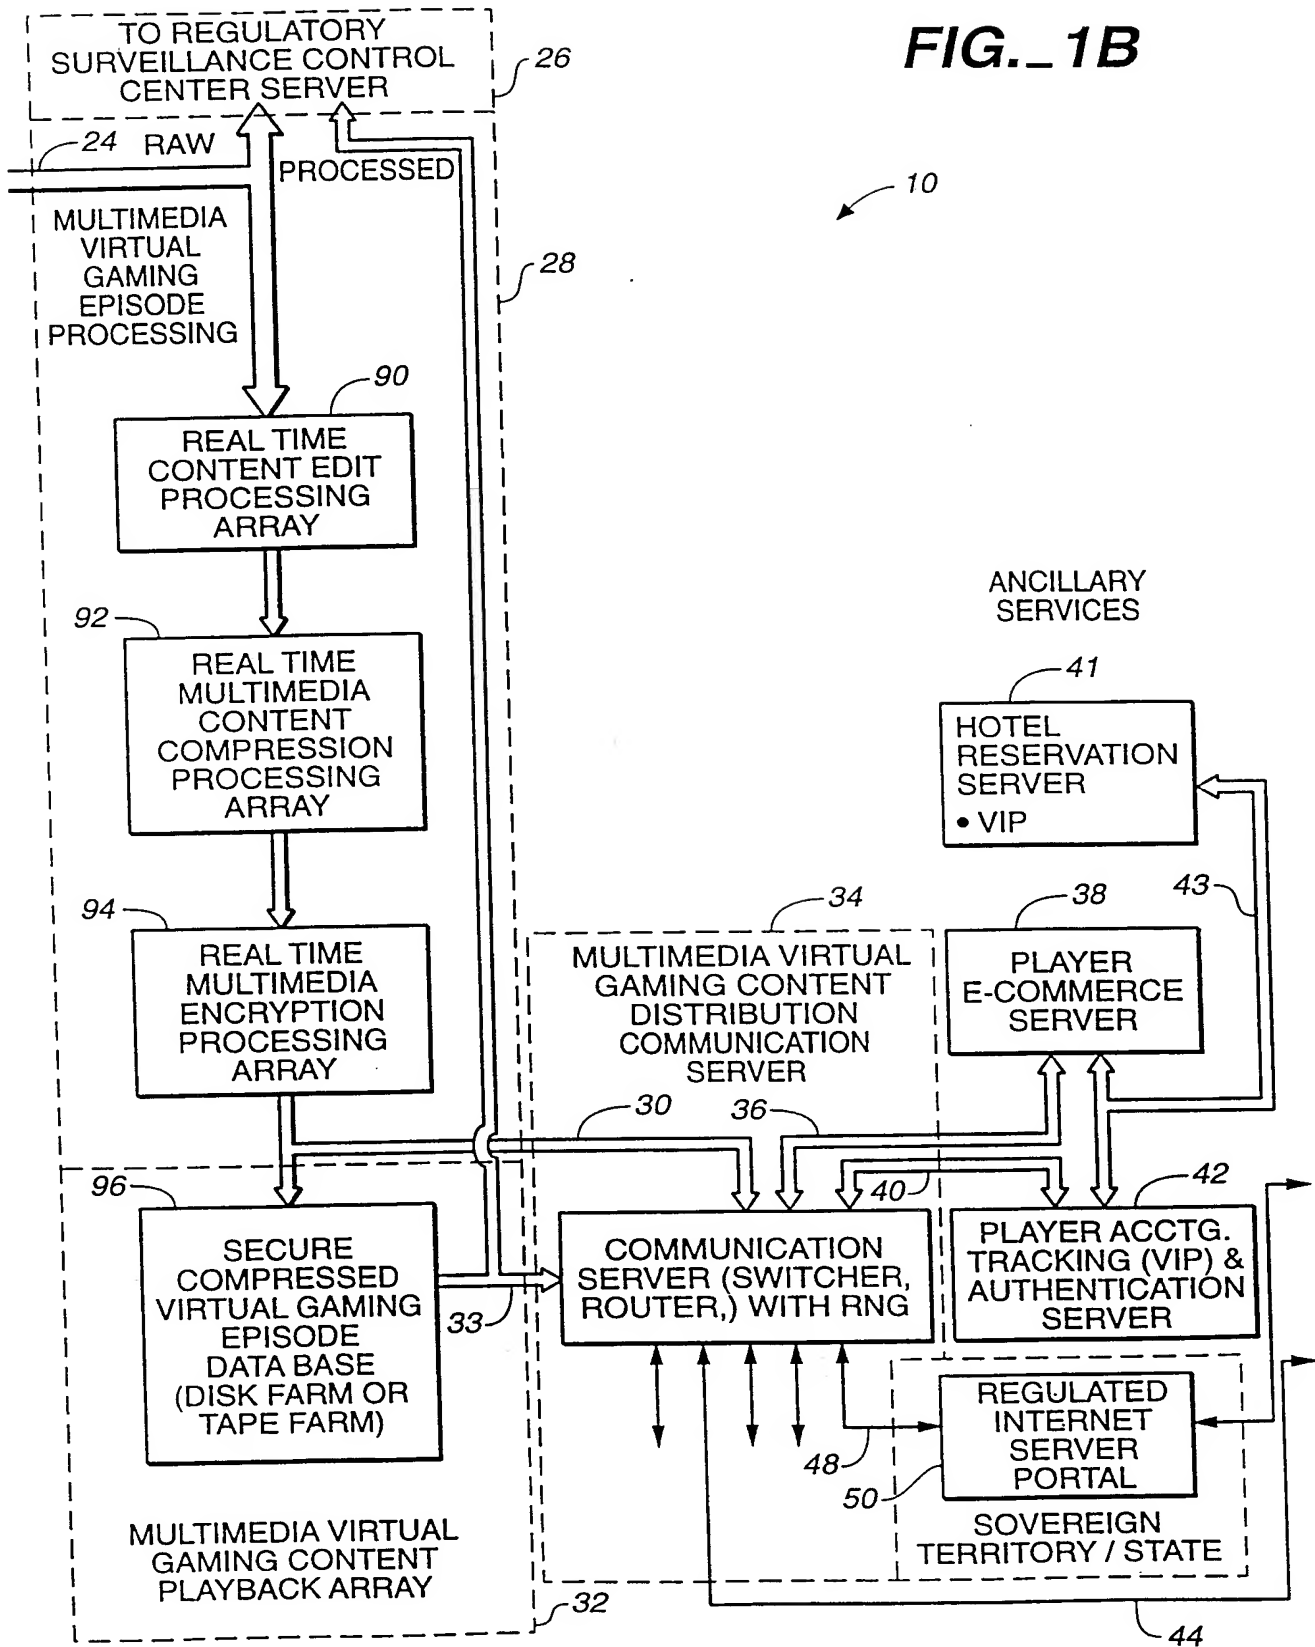 FIG._1B
TO REGULATORY
SURVEILLANCE CONTROL
CENTER SERVER
26
24
RAW
PROCESSED
10
MULTIMEDIA
VIRTUAL
GAMING
EPISODE
PROCESSING
28
90
REAL TIME
CONTENT EDIT
PROCESSING
ARRAY
92
REAL TIME
MULTIMEDIA
CONTENT
COMPRESSION
PROCESSING
ARRAY
94
REAL TIME
MULTIMEDIA
ENCRYPTION
PROCESSING
ARRAY
ANCILLARY
SERVICES
41
HOTEL
RESERVATION
SERVER
• VIP
43
34
MULTIMEDIA VIRTUAL
GAMING CONTENT
DISTRIBUTION
COMMUNICATION
SERVER
38
PLAYER
E-COMMERCE
SERVER
30
36
40
42
96
SECURE
COMPRESSED
VIRTUAL GAMING
EPISODE
DATA BASE
(DISK FARM OR
TAPE FARM)
33
COMMUNICATION
SERVER (SWITCHER,
ROUTER,) WITH RNG
PLAYER ACCTG.
TRACKING (VIP) &
AUTHENTICATION
SERVER
48
50
REGULATED
INTERNET
SERVER
PORTAL
SOVEREIGN
TERRITORY / STATE
MULTIMEDIA VIRTUAL
GAMING CONTENT
PLAYBACK ARRAY
32
44